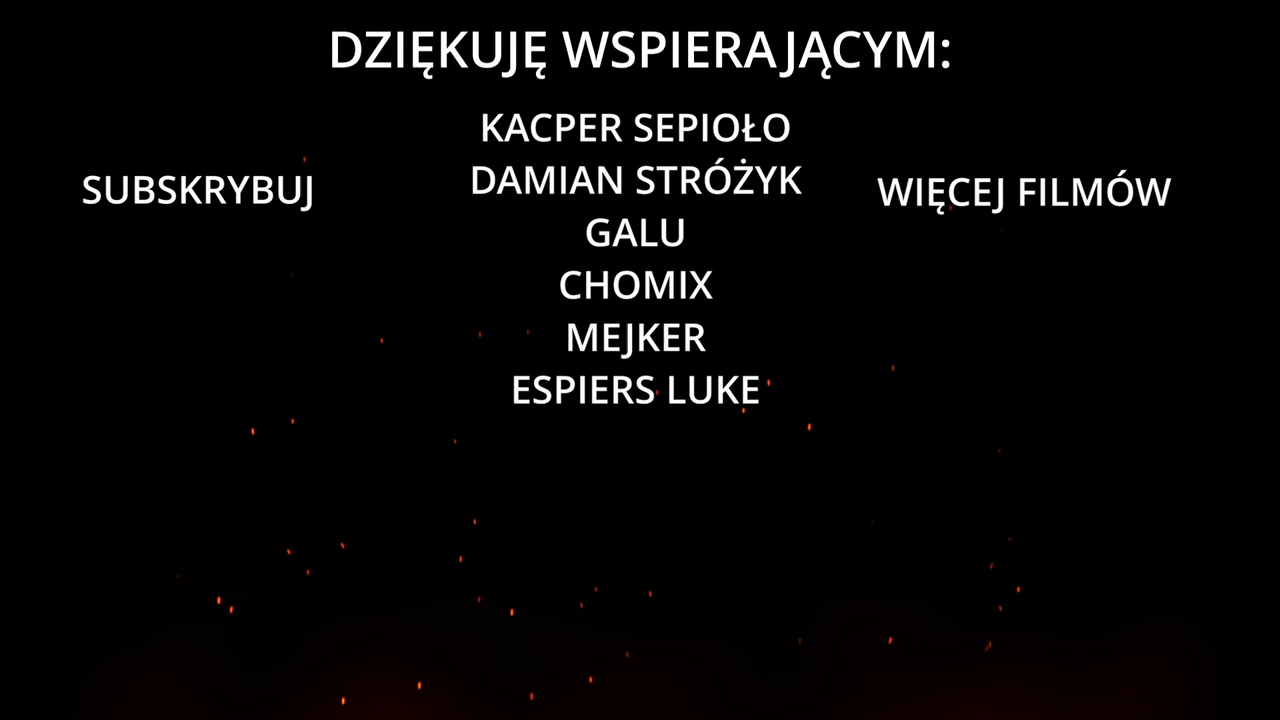 DZIĘKUJĘ WSPIERAJĄCYM:
KACPER SEPIOŁO
DAMIAN STRÓŻYK
GALU
CHOMIX
MEJKER
ESPIERS LUKE
SUBSKRYBUJ
WIĘCEJ FILMÓW